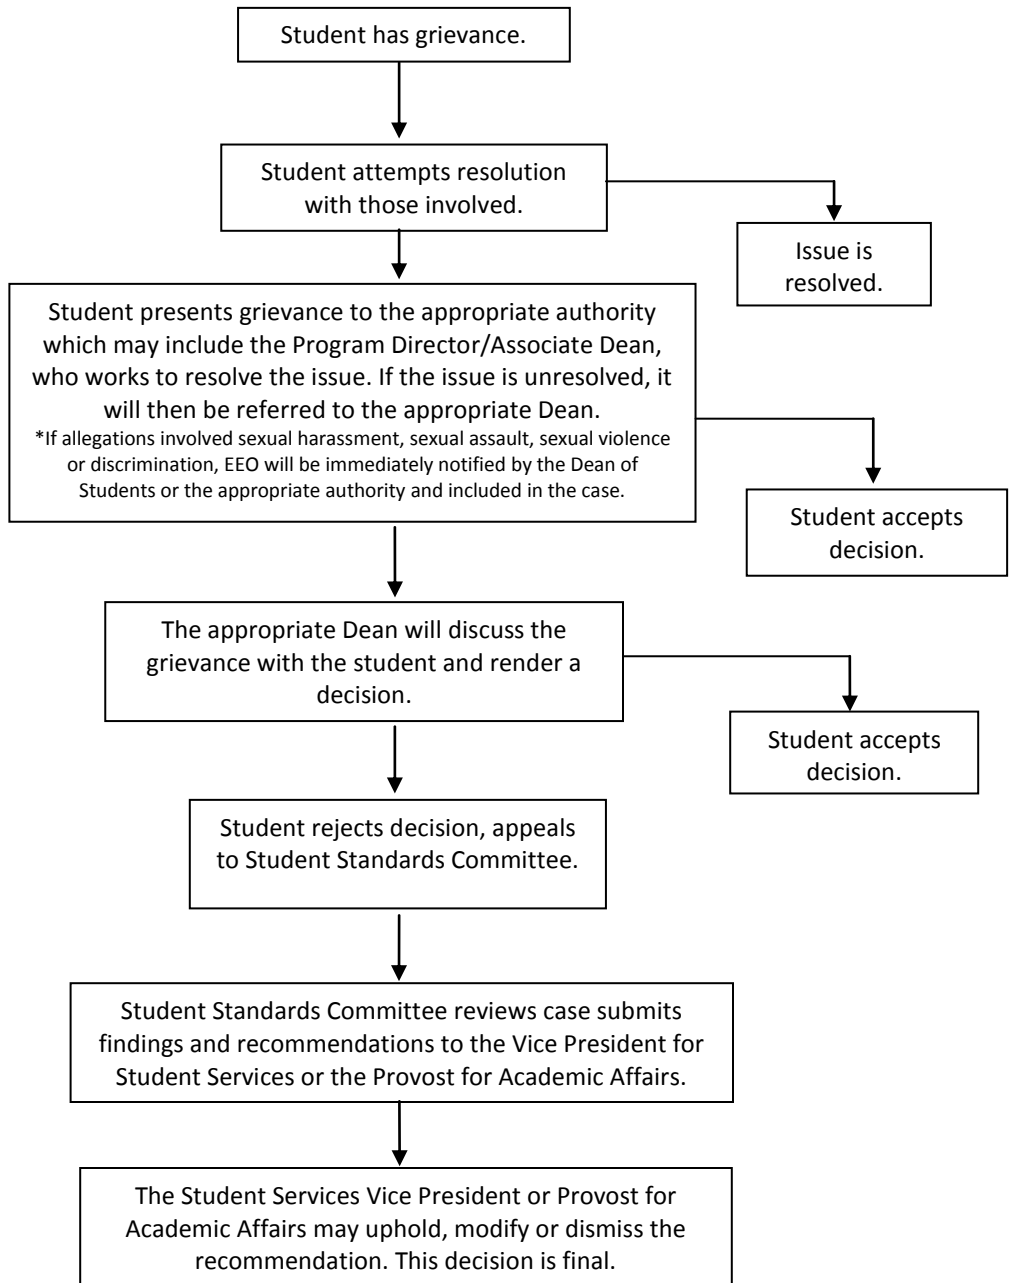 Student has grievance.
Student attempts resolution
with those involved.
Issue is
resolved.
Student presents grievance to the appropriate authority
which may include the Program Director/Associate Dean,
who works to resolve the issue. If the issue is unresolved, it
will then be referred to the appropriate Dean.
*If allegations involved sexual harassment, sexual assault, sexual violence
or discrimination, EEO will be immediately notified by the Dean of
Students or the appropriate authority and included in the case.
Student accepts
decision.
The appropriate Dean will discuss the
grievance with the student and render a
decision.
Student accepts
decision.
Student rejects decision, appeals
to Student Standards Committee.
Student Standards Committee reviews case submits
findings and recommendations to the Vice President for
Student Services or the Provost for Academic Affairs.
The Student Services Vice President or Provost for
Academic Affairs may uphold, modify or dismiss the
recommendation. This decision is final.